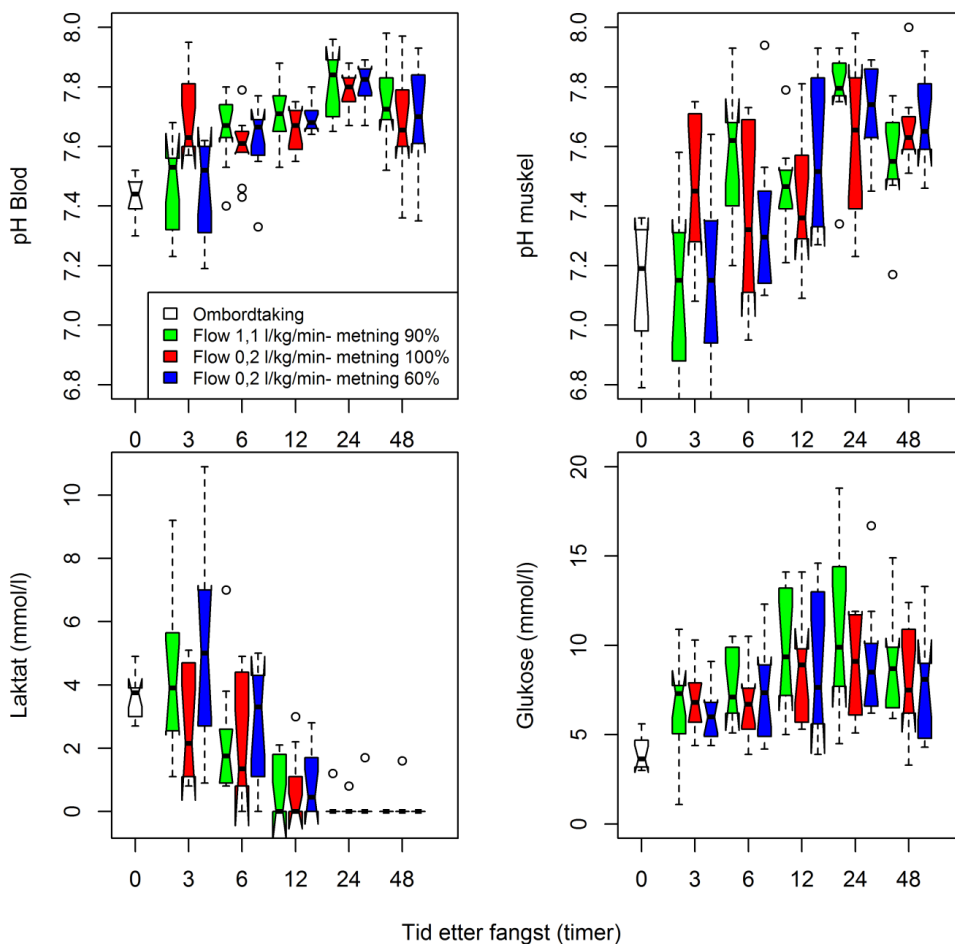 pH Blod
6.8 7.0 7.2 7.4 7.6 7.8 8.0
Ombordtaking
Flow 1,1 l/kg/min- metning 90%
Flow 0,2 l/kg/min- metning 100%
Flow 0,2 l/kg/min- metning 60%
0 3 6 12 24 48
pH muskel
6.8 7.0 7.2 7.4 7.6 7.8 8.0
0 3 6 12 24 48
Laktat (mmol/l)
0 2 4 6 8 10
0 3 6 12 24 48
Glukose (mmol/l)
0 5 10 15 20
0 3 6 12 24 48
Tid etter fangst (timer)